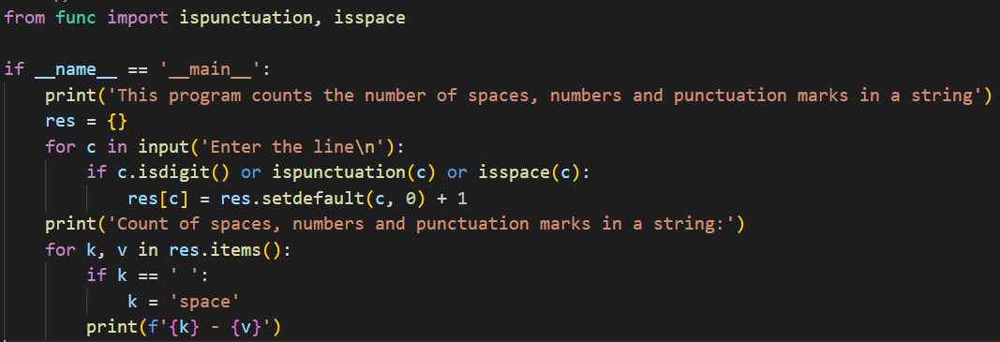 from func import ispunctuation, isspace
if __name__ == '__main__':
    print('This program counts the number of spaces, numbers and punctuation marks in a string')
    res = {}
    for c in input('Enter the line\n'):
        if c.isdigit() or ispunctuation(c) or isspace(c):
            res[c] = res.setdefault(c, 0) + 1
    print('Count of spaces, numbers and punctuation marks in a string:')
    for k, v in res.items():
        if k == ' ':
            k = 'space'
        print(f'{k} - {v}')